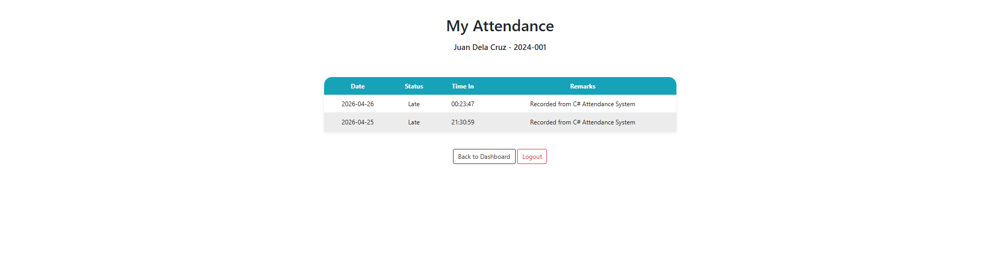 My Attendance
Juan Dela Cruz - 2024-001
Date Status Time In Remarks
2026-04-26 Late 00:23:47 Recorded from C# Attendance System
2026-04-25 Late 21:30:59 Recorded from C# Attendance System
Back to Dashboard Logout